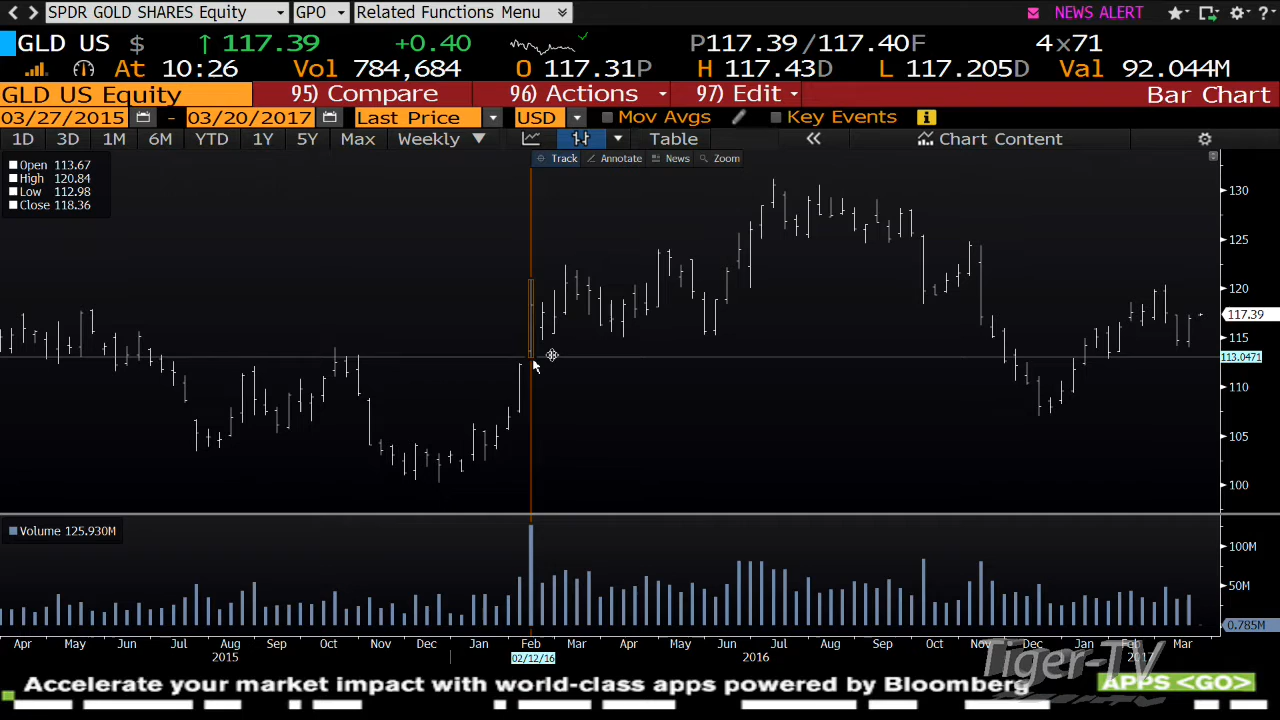 SPDR GOLD SHARES Equity GPO Related Functions Menu NEWS ALERT ?
GLD US $ ↑ 117.39 +0.40 P117.39 /117.40F 4x71
At 10:26 Vol 784,684 O 117.31P H 117.43D L 117.205D Val 92.044M
GLD US Equity 95) Compare 96) Actions 97) Edit Bar Chart
03/27/2015 - 03/20/2017 Last Price USD Mov Avgs Key Events
1D 3D 1M 6M YTD 1Y 5Y Max Weekly ▼ Table « Chart Content
Track Annotate News Zoom
Open 113.67
High 120.84
Low 112.98
Close 118.36
130
125
120
117.39
115
113.0471
110
105
100
Volume 125.930M
100M
50M
0.785M
Apr May Jun Jul Aug Sep Oct Nov Dec Jan Feb Mar Apr May Jun Jul Aug Sep Oct Nov Dec Jan Feb Mar
2015 02/12/16 2016 2017
Tiger-TV
Accelerate your market impact with world-class apps powered by Bloomberg APPS <GO>